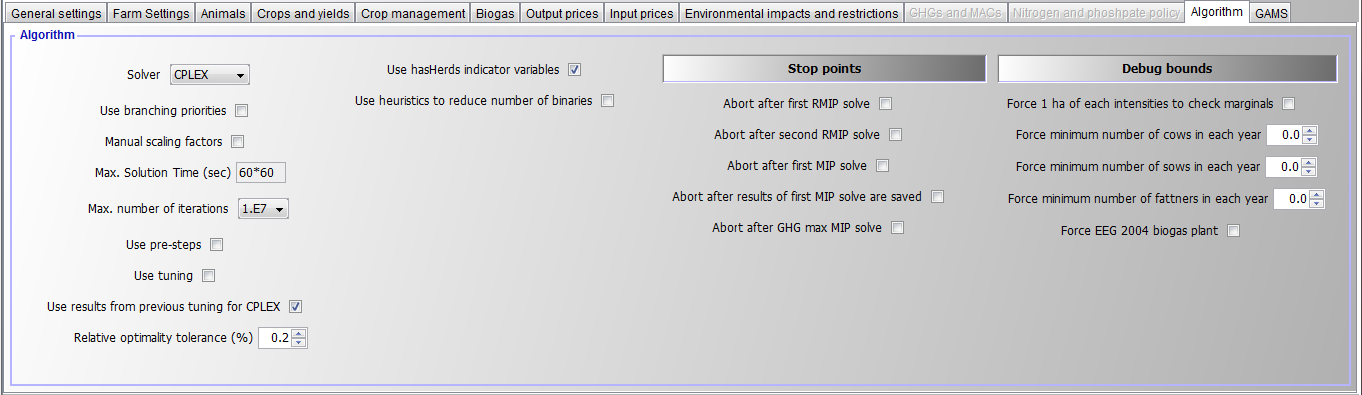 General settings Farm Settings Animals Crops and yields Crop management Biogas Output prices Input prices Environmental impacts and restrictions GHGs and MACs Nitrogen and phoshpate policy Algorithm GAMS
Algorithm
Solver CPLEX
Use branching priorities
Manual scaling factors
Max. Solution Time (sec) 60*60
Max. number of iterations 1.E7
Use pre-steps
Use tuning
Use results from previous tuning for CPLEX
Relative optimality tolerance (%) 0.2
Use hasHerds indicator variables
Use heuristics to reduce number of binaries
Stop points
Abort after first RMIP solve
Abort after second RMIP solve
Abort after first MIP solve
Abort after results of first MIP solve are saved
Abort after GHG max MIP solve
Debug bounds
Force 1 ha of each intensities to check marginals
Force minimum number of cows in each year 0.0
Force minimum number of sows in each year 0.0
Force minimum number of fattners in each year 0.0
Force EEG 2004 biogas plant